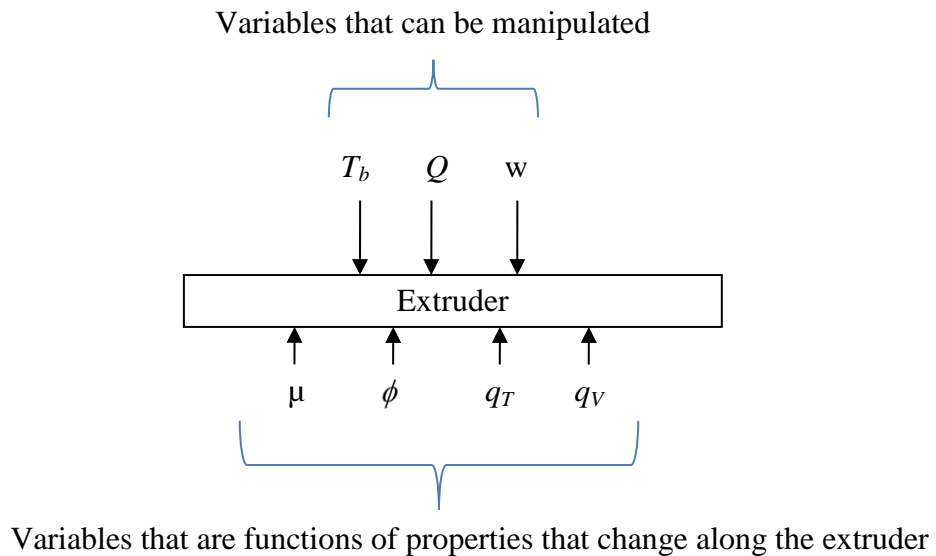 Variables that can be manipulated
T_b Q w
Extruder
μ ϕ q_T q_V
Variables that are functions of properties that change along the extruder